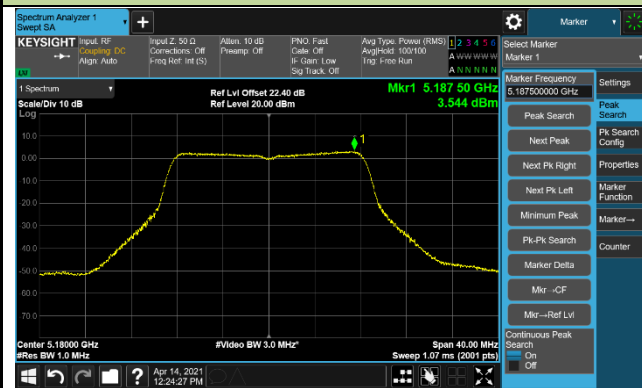 Spectrum Analyzer 1
Swept SA
Marker
KEYSIGHT
Input: RF
Coupling: DC
Align: Auto
Input Z: 50 Ω
Corrections: Off
Freq Ref: Int (S)
Atten: 10 dB
Preamp: Off
PNO: Fast
Gate: Off
IF Gain: Low
Sig Track: Off
Avg Type: Power (RMS)
Avg|Hold: 100/100
Trig: Free Run
1 2 3 4 5 6
A W W W W W
A N N N N N
LW
Select Marker
Marker 1
1 Spectrum
Scale/Div 10 dB
Log
Ref Lvl Offset 22.40 dB
Ref Level 20.00 dBm
Mkr1 5.187 50 GHz
3.544 dBm
1
10.0
0.00
-10.0
-20.0
-30.0
-40.0
-50.0
-60.0
-70.0
Center 5.18000 GHz
#Res BW 1.0 MHz
#Video BW 3.0 MHz*
Span 40.00 MHz
Sweep 1.07 ms (2001 pts)
Marker Frequency
5.187500000 GHz
Peak Search
Next Peak
Next Pk Right
Next Pk Left
Minimum Peak
Pk-Pk Search
Marker Delta
Mkr→CF
Mkr→Ref Lvl
Continuous Peak
Search
On
Off
Settings
Peak
Search
Pk Search
Config
Properties
Marker
Function
Marker→
Counter
?
Apr 14, 2021
12:24:27 PM